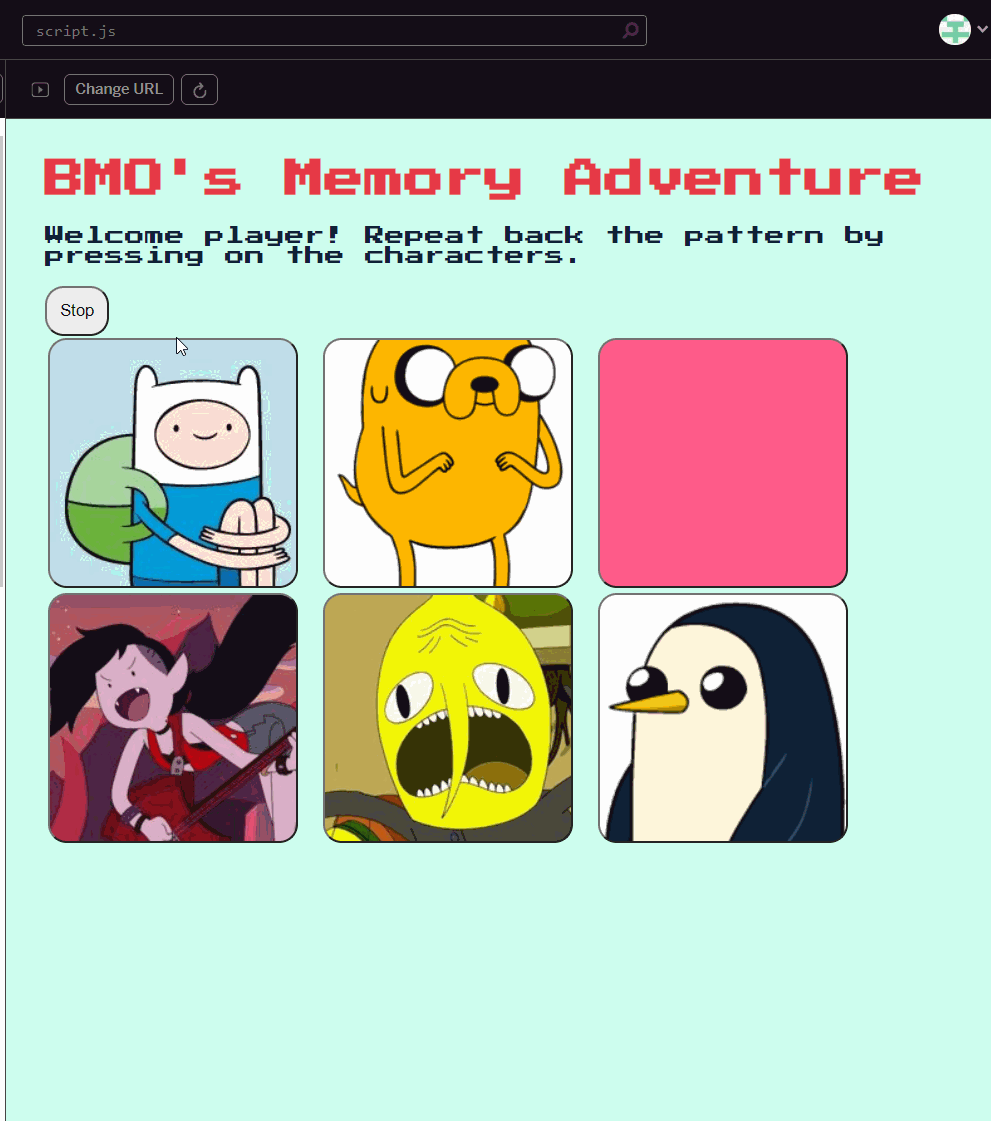 script.js
Change URL
BMO's Memory Adventure
Welcome player! Repeat back the pattern by
pressing on the characters.
Stop